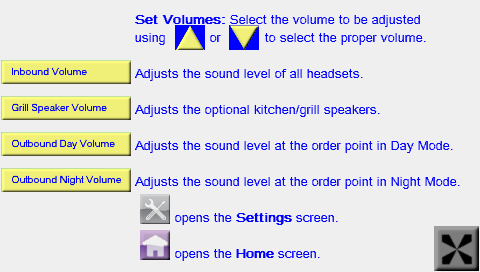 Set Volumes: Select the volume to be adjusted
using or to select the proper volume.
Inbound Volume Adjusts the sound level of all headsets.
Grill Speaker Volume Adjusts the optional kitchen/grill speakers.
Outbound Day Volume Adjusts the sound level at the order point in Day Mode.
Outbound Night Volume Adjusts the sound level at the order point in Night Mode.
opens the Settings screen.
opens the Home screen.